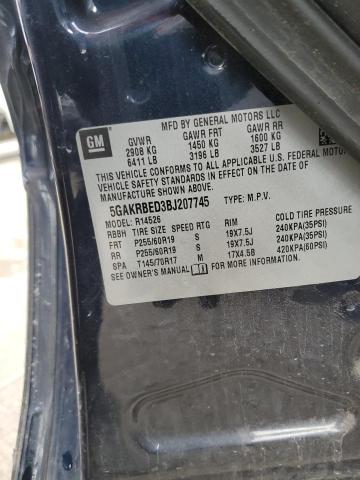 MFD BY GENERAL MOTORS LLC
GM GVWR GAWR FRT GAWR RR
2908 KG 1450 KG 1600 KG
6411 LB 3196 LB 3527 LB
THIS VEHICLE CONFORMS TO ALL APPLICABLE U.S.
FEDERAL MOTOR VEHICLE SAFETY AND THEFT
PREVENTION STANDARDS IN EFFECT ON THE DATE OF
MANUFACTURE SHOWN ABOVE.
5GAKRBED3BJ207745 TYPE: M.P.V.
MODEL: R14526
RBBH TIRE SIZE SPEED RTG RIM COLD TIRE PRESSURE
FRT P255/60R19 S 19X7.5J 240KPA(35PSI)
RR P255/60R19 S 19X7.5J 240KPA(35PSI)
SPA T145/70R17 M 17X4.5B 420KPA(60PSI)
SEE OWNER'S MANUAL FOR MORE INFORMATION.